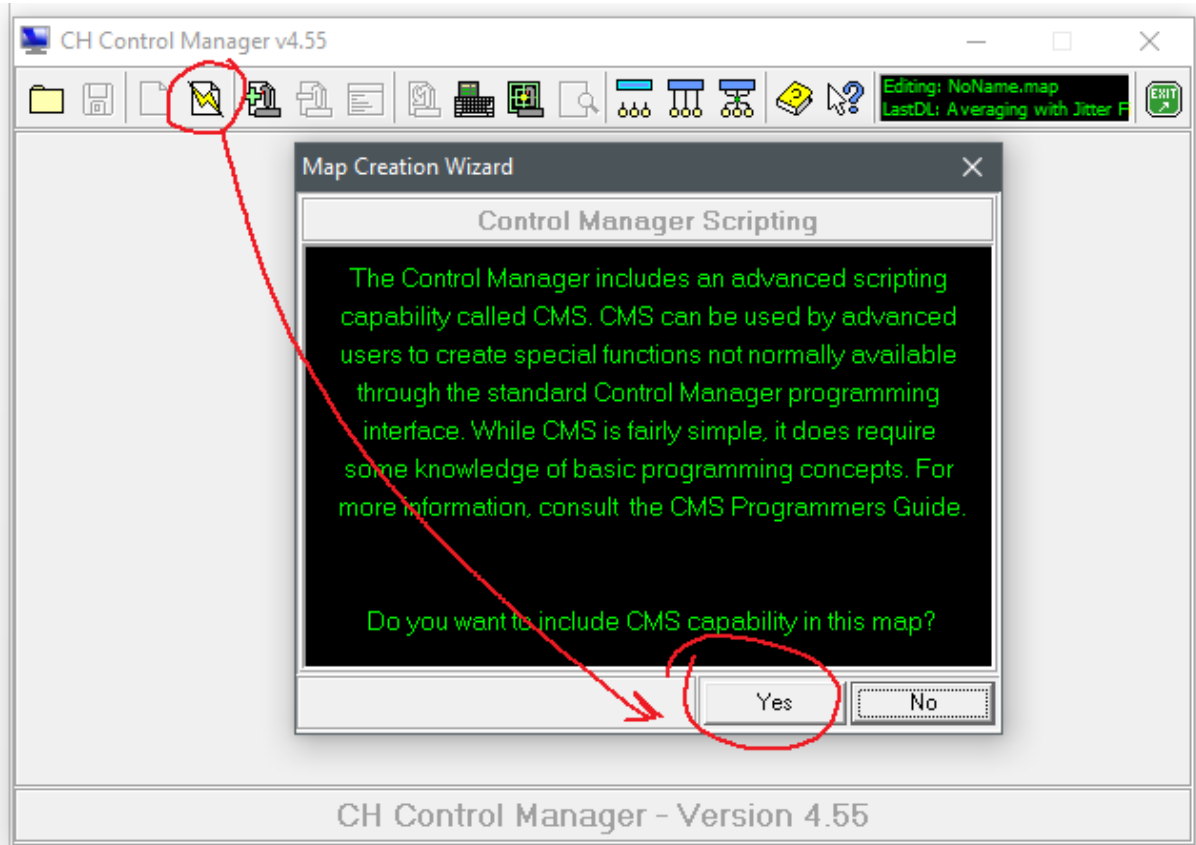 CH Control Manager v4.55
Editing: NoName.map
LastDL: Averaging with Jitter F
EXIT
Map Creation Wizard
Control Manager Scripting
The Control Manager includes an advanced scripting
capability called CMS. CMS can be used by advanced
users to create special functions not normally available
through the standard Control Manager programming
interface. While CMS is fairly simple, it does require
some knowledge of basic programming concepts. For
more information, consult the CMS Programmers Guide.
Do you want to include CMS capability in this map?
Yes
No
CH Control Manager - Version 4.55